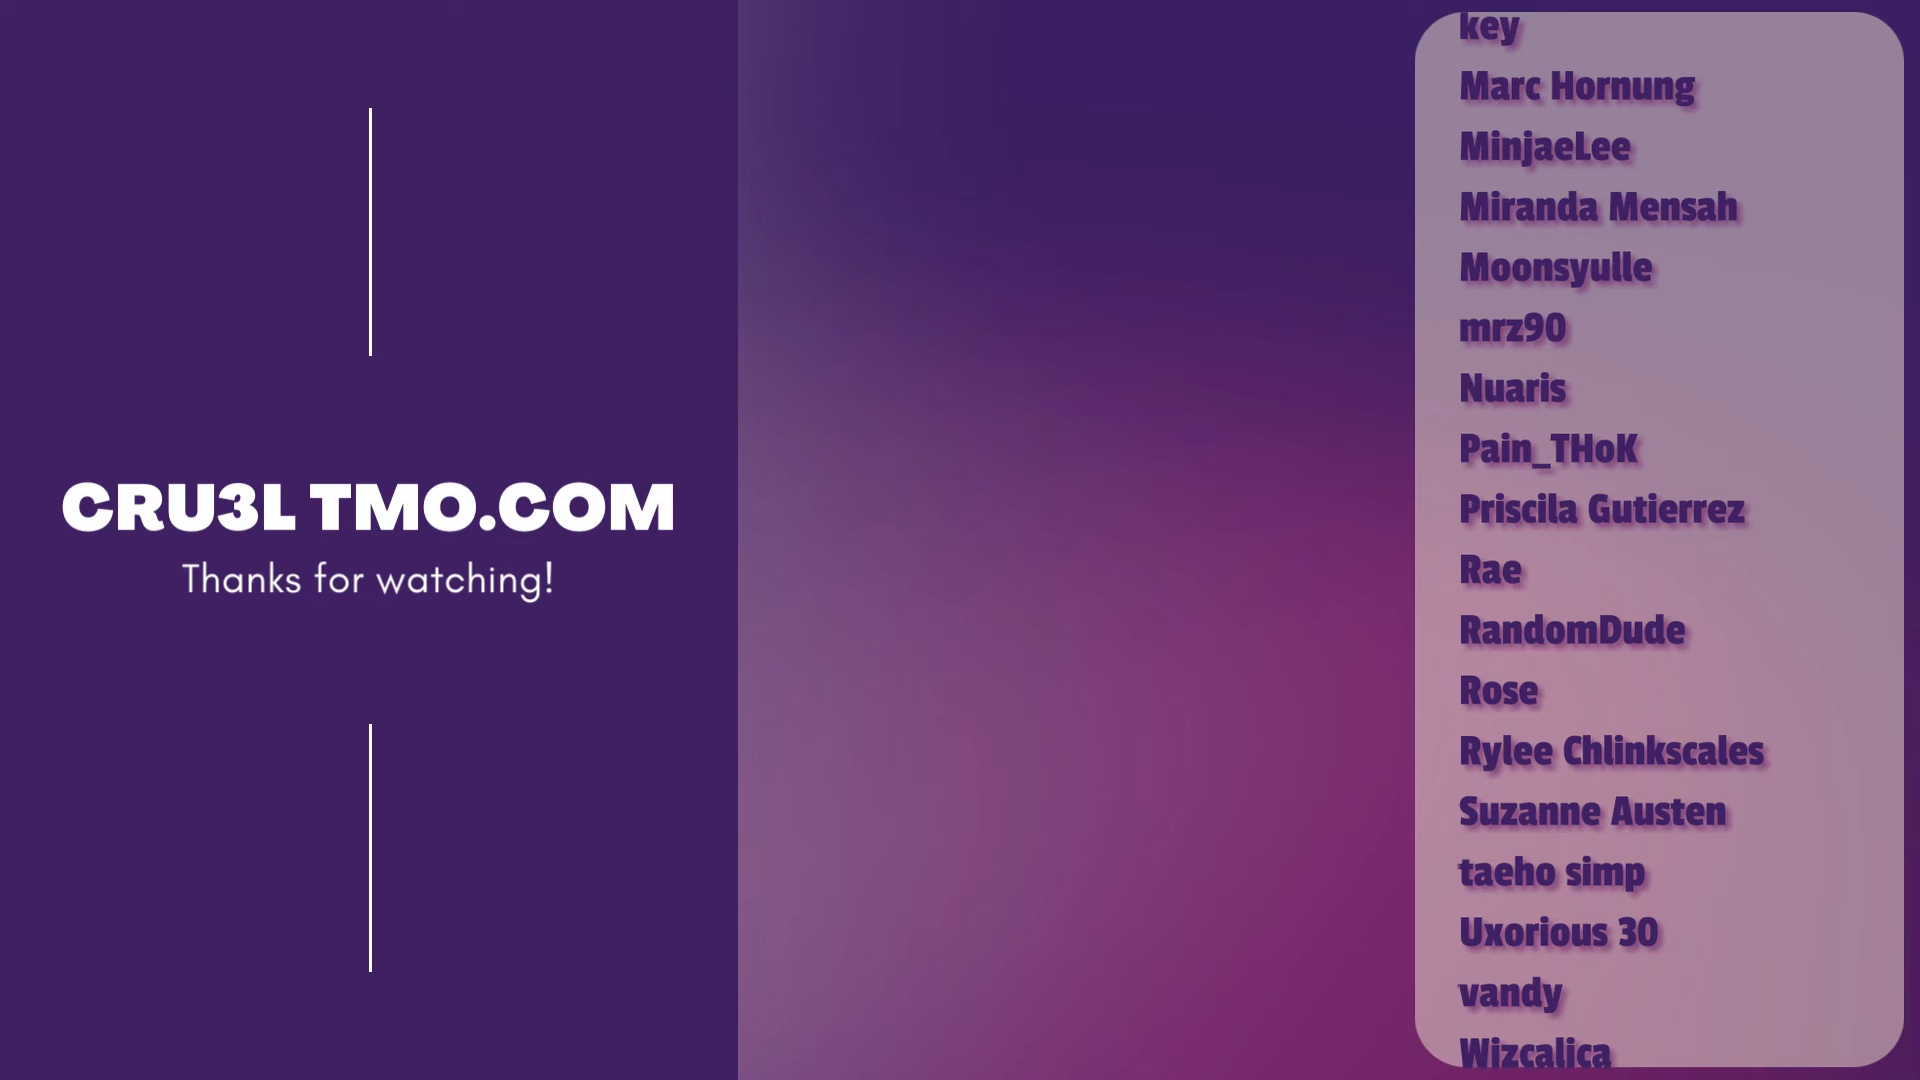 CRU3L TMO.COM
Thanks for watching!
key
Marc Hornung
MinjaeLee
Miranda Mensah
Moonsyulle
mrz90
Nuaris
Pain_THoK
Priscila Gutierrez
Rae
RandomDude
Rose
Rylee Chlinkscales
Suzanne Austen
taeho simp
Uxorious 30
vandy
Wizcalica